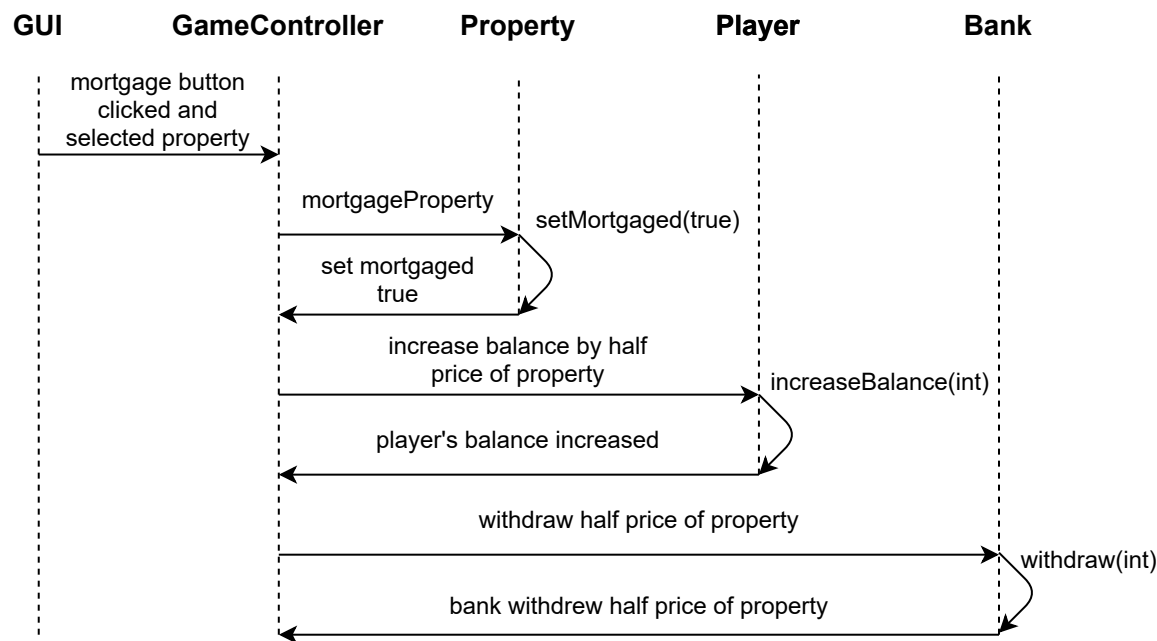 GUI GameController Property Player Bank
mortgage button
clicked and
selected property
mortgageProperty
setMortgaged(true)
set mortgaged
true
increase balance by half
price of property
increaseBalance(int)
player's balance increased
withdraw half price of property
withdraw(int)
bank withdrew half price of property